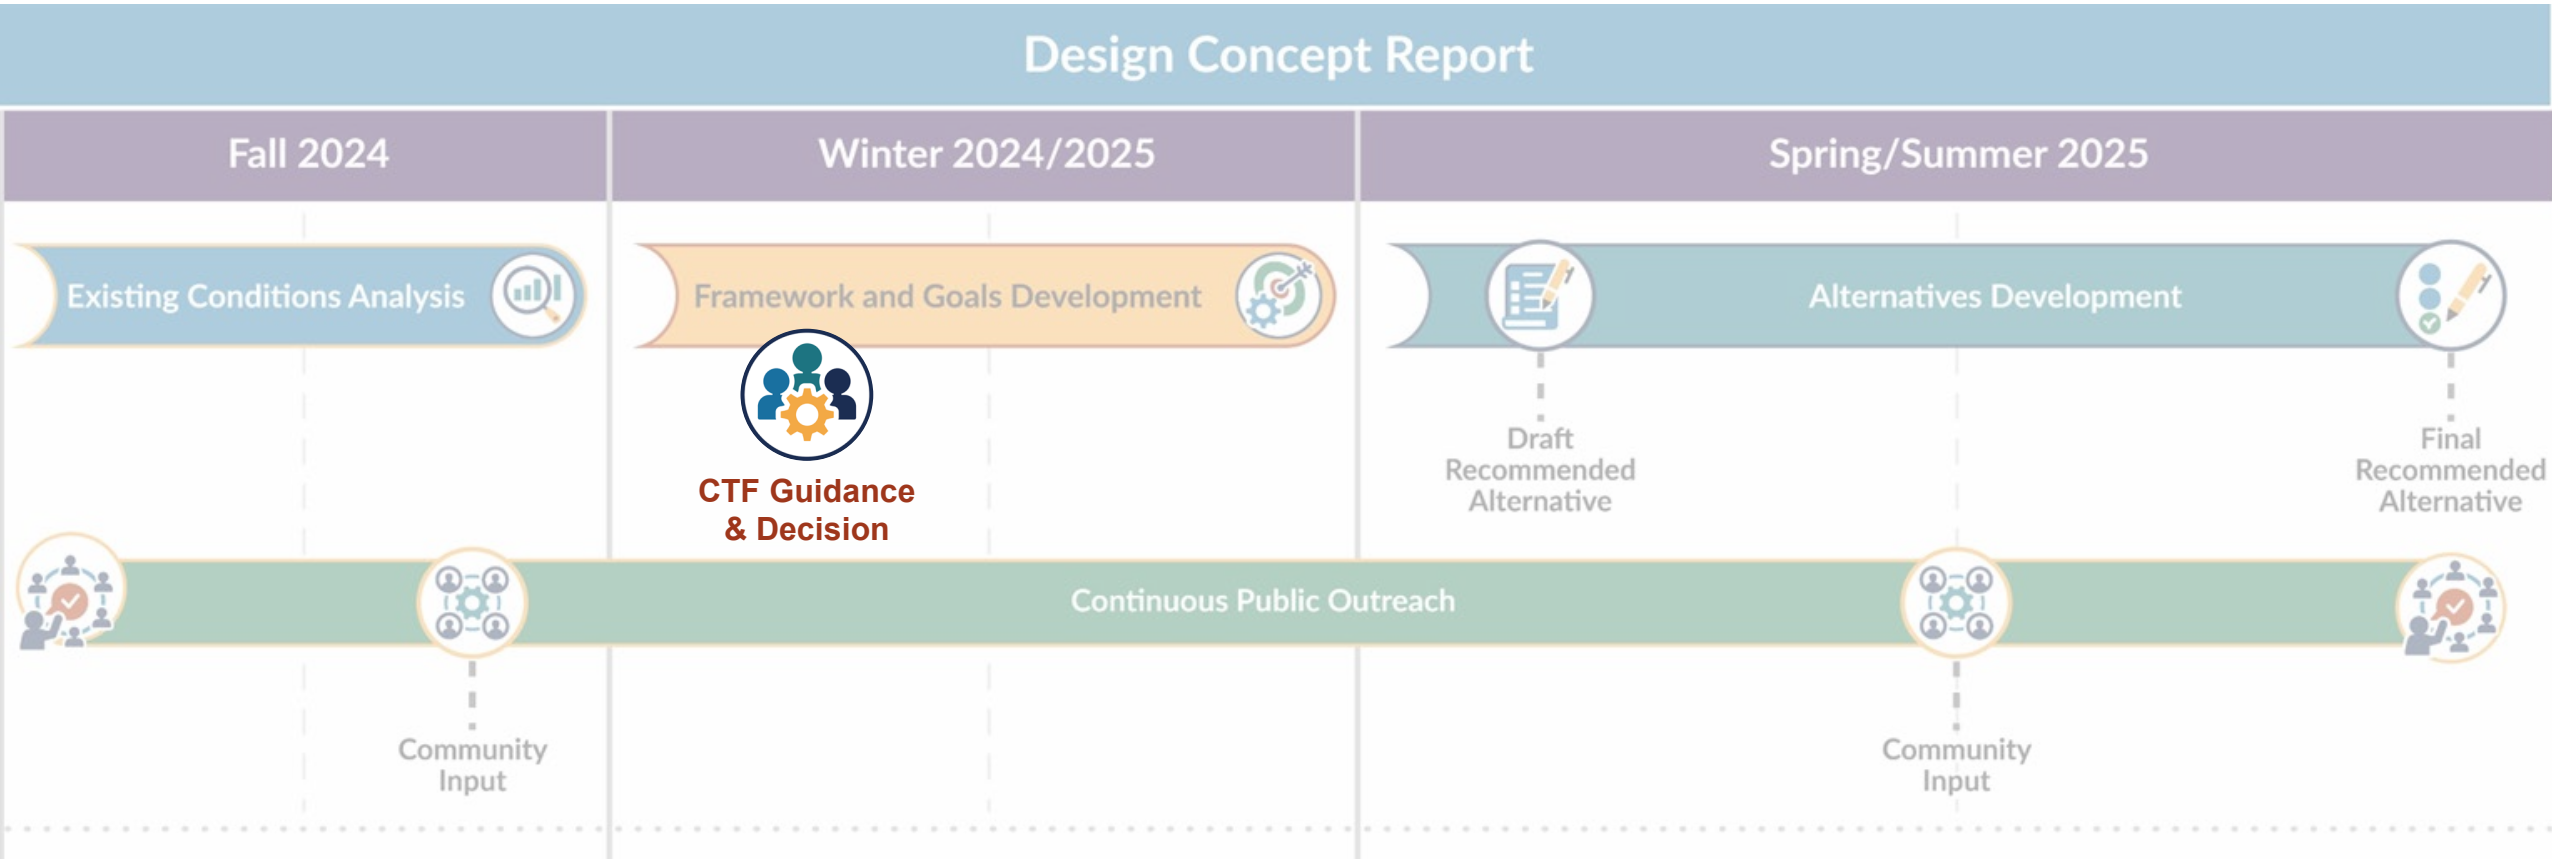 Design Concept Report
Fall 2024
Winter 2024/2025
Spring/Summer 2025
Existing Conditions Analysis
Framework and Goals Development
Alternatives Development
CTF Guidance
& Decision
Draft
Recommended
Alternative
Final
Recommended
Alternative
Continuous Public Outreach
Community
Input
Community
Input